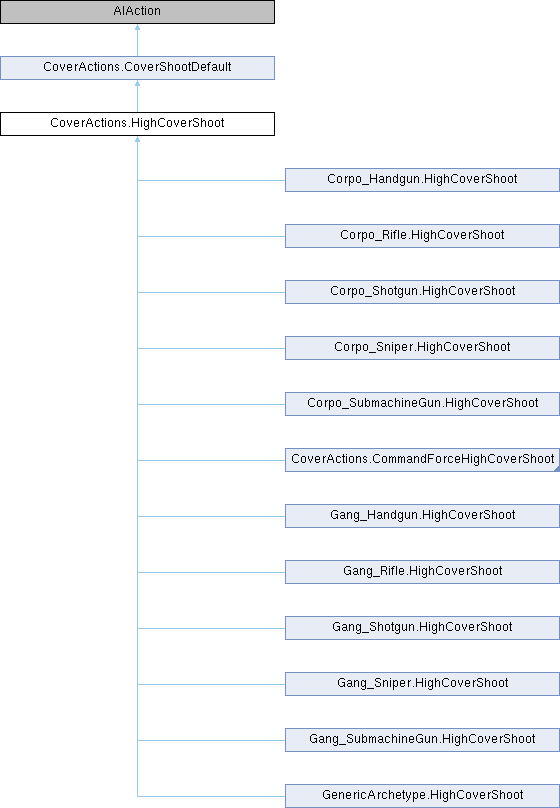 AIAction
CoverActions.CoverShootDefault
CoverActions.HighCoverShoot
Corpo_Handgun.HighCoverShoot
Corpo_Rifle.HighCoverShoot
Corpo_Shotgun.HighCoverShoot
Corpo_Sniper.HighCoverShoot
Corpo_SubmachineGun.HighCoverShoot
CoverActions.CommandForceHighCoverShoot
Gang_Handgun.HighCoverShoot
Gang_Rifle.HighCoverShoot
Gang_Shotgun.HighCoverShoot
Gang_Sniper.HighCoverShoot
Gang_SubmachineGun.HighCoverShoot
GenericArchetype.HighCoverShoot